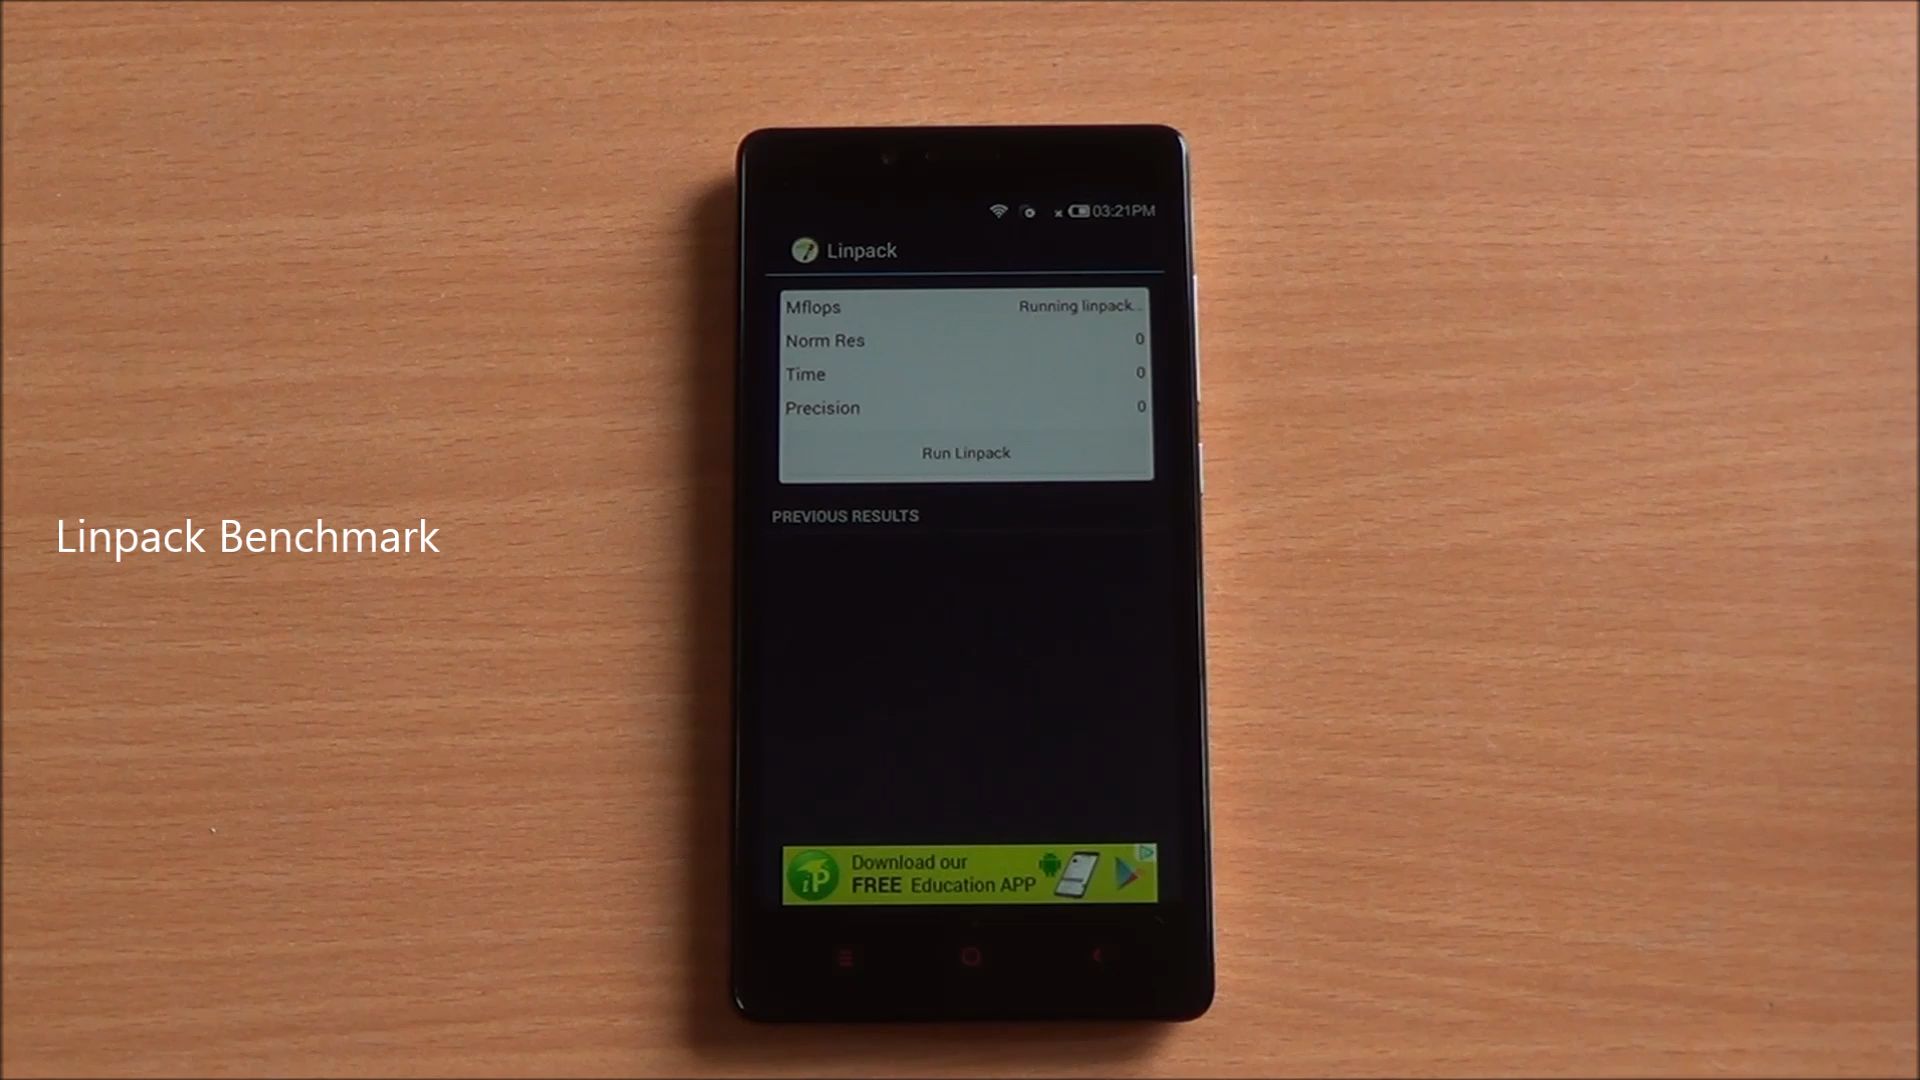 03:21PM
Linpack
Mflops Running linpack...
Norm Res 0
Time 0
Precision 0
Run Linpack
PREVIOUS RESULTS
Linpack Benchmark
iP
Download our
FREE Education APP